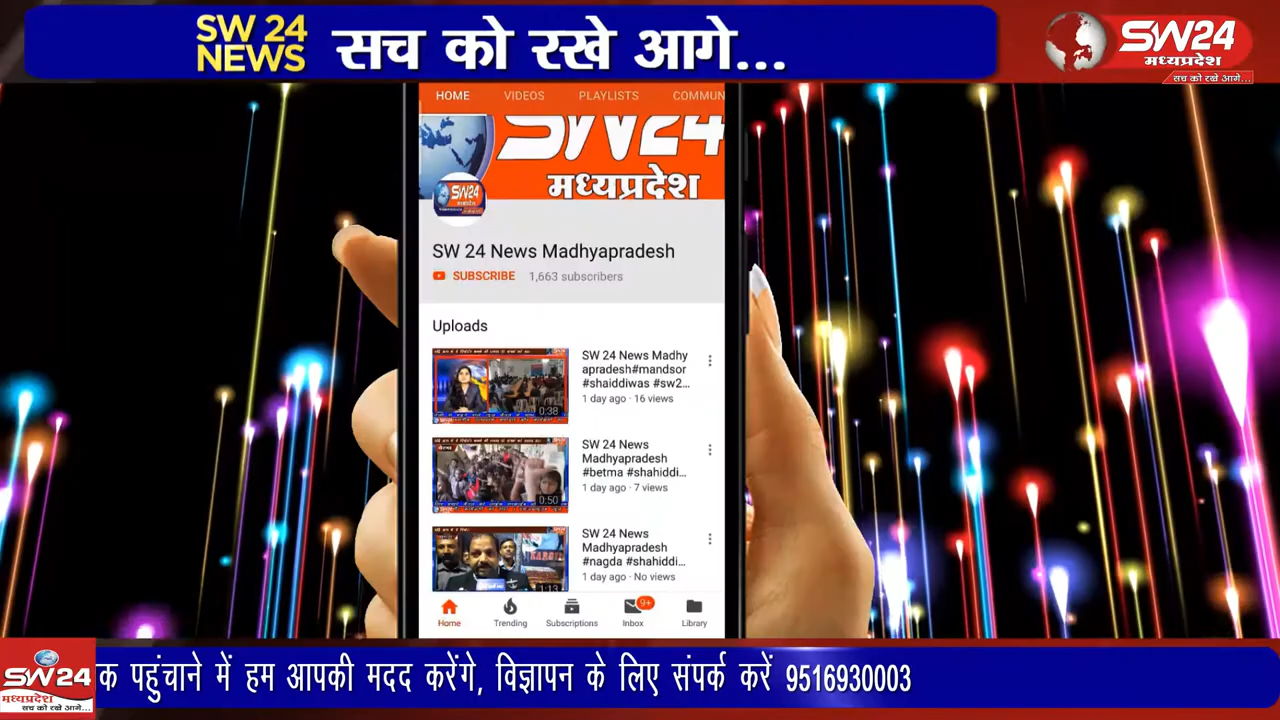 SW 24
NEWS
सच को रखे आगे...
SW24
मध्यप्रदेश
सच को रखे आगे...
HOME VIDEOS PLAYLISTS COMMUN
SW24
मध्यप्रदेश
SW24
SW 24 News Madhyapradesh
SUBSCRIBE 1,663 subscribers
Uploads
SW 24 News Madhy
apradesh#mandsor
#shaiddiwas #sw2...
1 day ago · 16 views
0:38
SW 24 News
Madhyapradesh
#betma #shahiddi...
1 day ago · 7 views
0:50
SW 24 News
Madhyapradesh
#nagda #shahiddi...
1 day ago · No views
1:13
9+
Home Trending Subscriptions Inbox Library
SW24
मध्यप्रदेश
सच को रखे आगे...
क पहुंचाने में हम आपकी मदद करेंगे, विज्ञापन के लिए संपर्क करें 9516930003